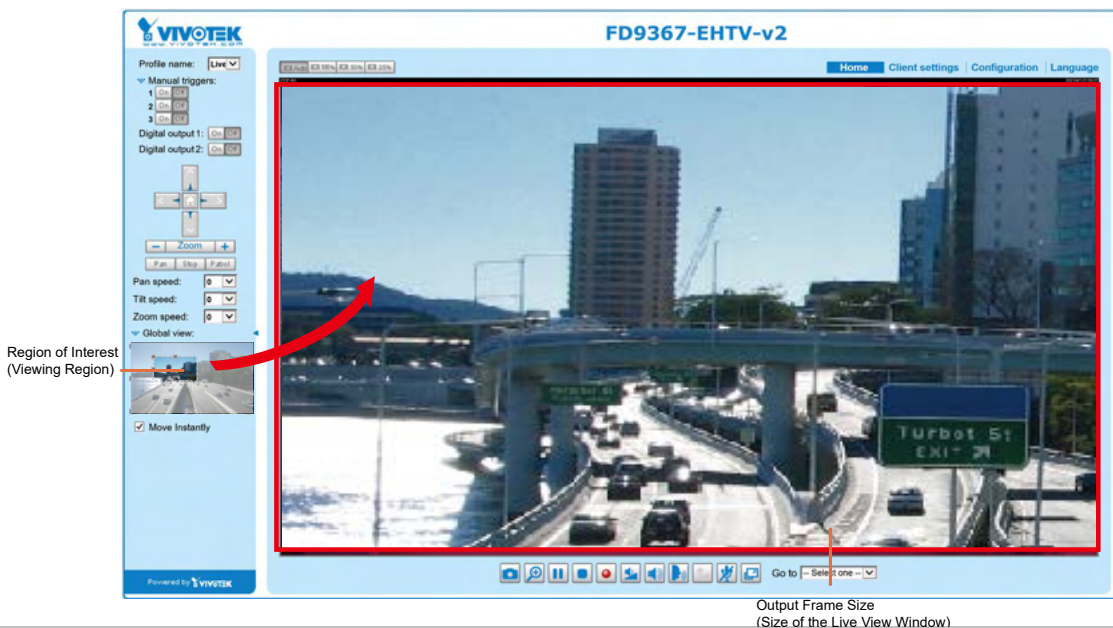 VIVOTEK
www.vivotek.com
FD9367-EHTV-v2
Profile name: Live
Manual triggers:
1 On Off
2 On Off
3 On Off
Digital output 1: On Off
Digital output 2: On Off
Zoom
Pan Stop Patrol
Pan speed: 0
Tilt speed: 0
Zoom speed: 0
Global view:
Region of Interest
(Viewing Region)
Move Instantly
Powered by VIVOTEK
Auto 100% 50% 25%
Home Client settings Configuration Language
Turbot St
EXIT
Go to -- Select one --
Output Frame Size
(Size of the Live View Window)